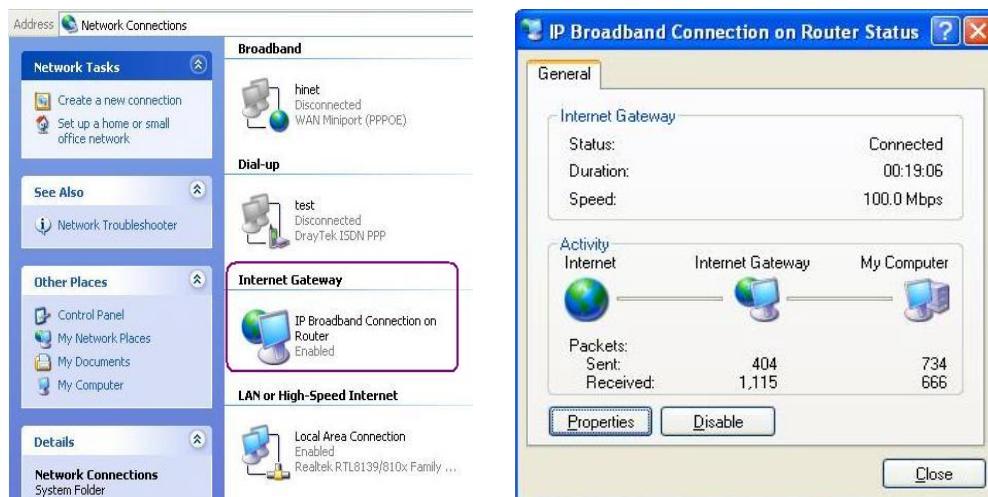 Address Network Connections
Network Tasks
Create a new connection
Set up a home or small
office network
See Also
Network Troubleshooter
Other Places
Control Panel
My Network Places
My Documents
My Computer
Details
Network Connections
System Folder
Broadband
hinet
Disconnected
WAN Miniport (PPPOE)
Dial-up
test
Disconnected
DrayTek ISDN PPP
Internet Gateway
IP Broadband Connection on
Router
Enabled
LAN or High-Speed Internet
Local Area Connection
Enabled
Realtek RTL8139/810x Family ...
IP Broadband Connection on Router Status ? X
General
Internet Gateway
Status: Connected
Duration: 00:19:06
Speed: 100.0 Mbps
Activity
Internet Internet Gateway My Computer
Packets:
Sent: 404 734
Received: 1,115 666
Properties Disable
Close